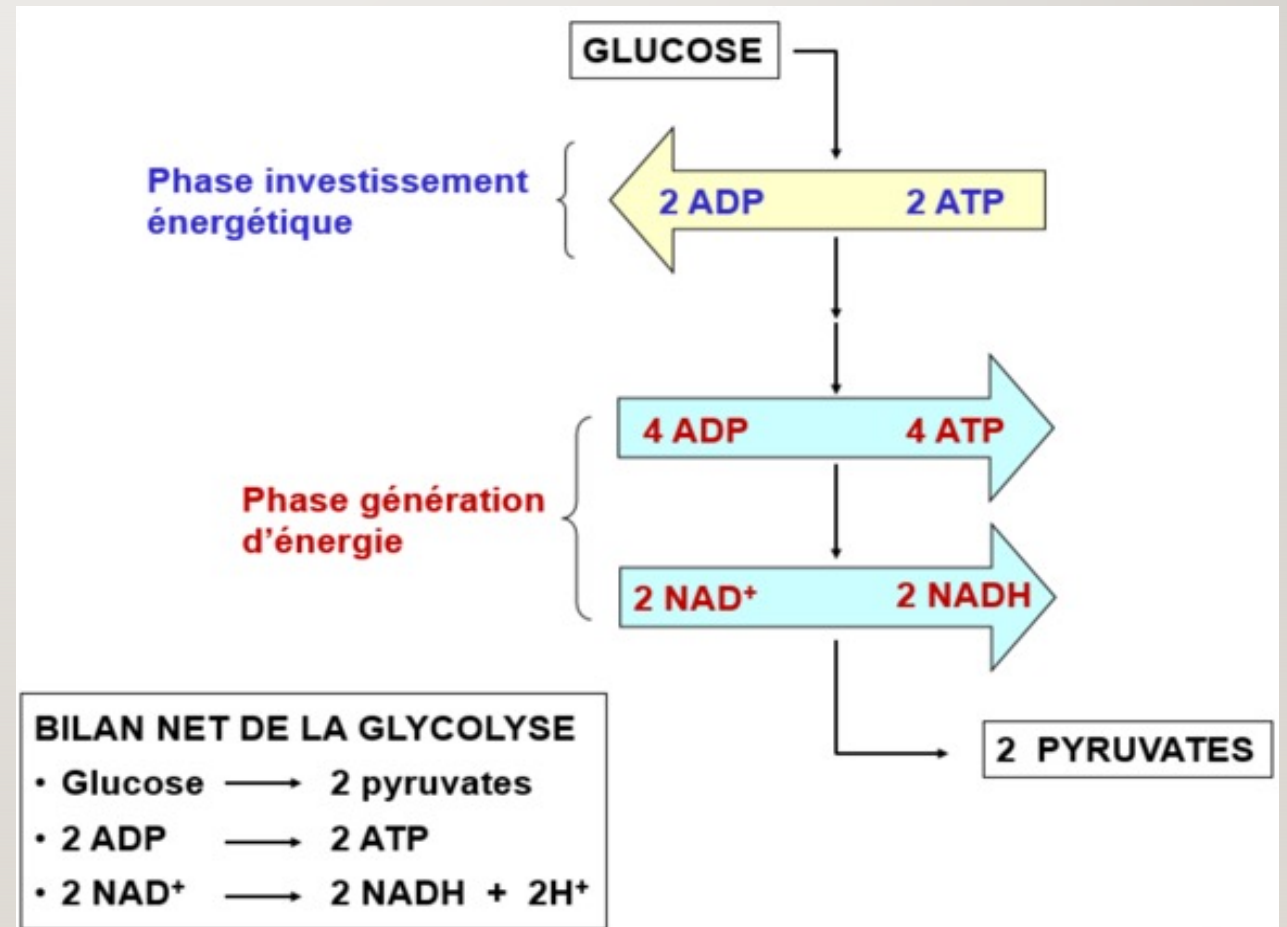 GLUCOSE
Phase investissement
énergétique
2 ADP 2 ATP
4 ADP 4 ATP
Phase génération
d’énergie
2 NAD⁺ 2 NADH
2 PYRUVATES
BILAN NET DE LA GLYCOLYSE
• Glucose ⟶ 2 pyruvates
• 2 ADP ⟶ 2 ATP
• 2 NAD⁺ ⟶ 2 NADH + 2H⁺